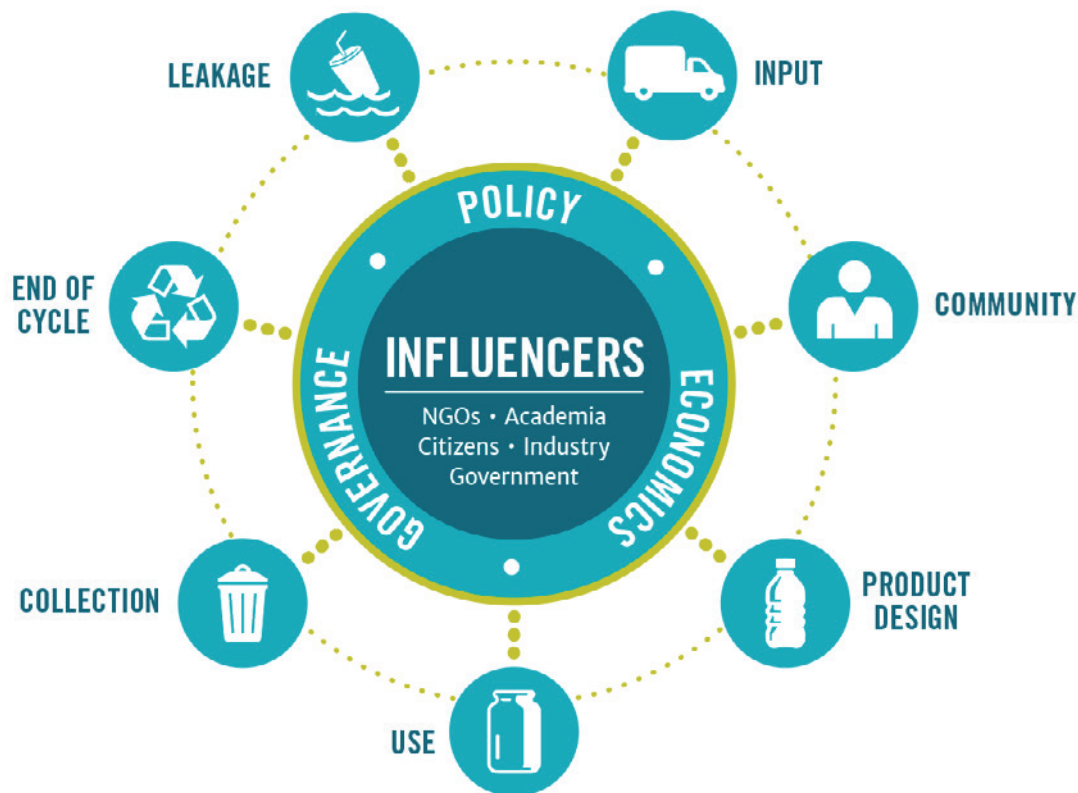 LEAKAGE
INPUT
POLICY
END OF
CYCLE
COMMUNITY
INFLUENCERS
NGOs • Academia
Citizens • Industry
Government
GOVERNANCE
ECONOMICS
COLLECTION
PRODUCT
DESIGN
USE